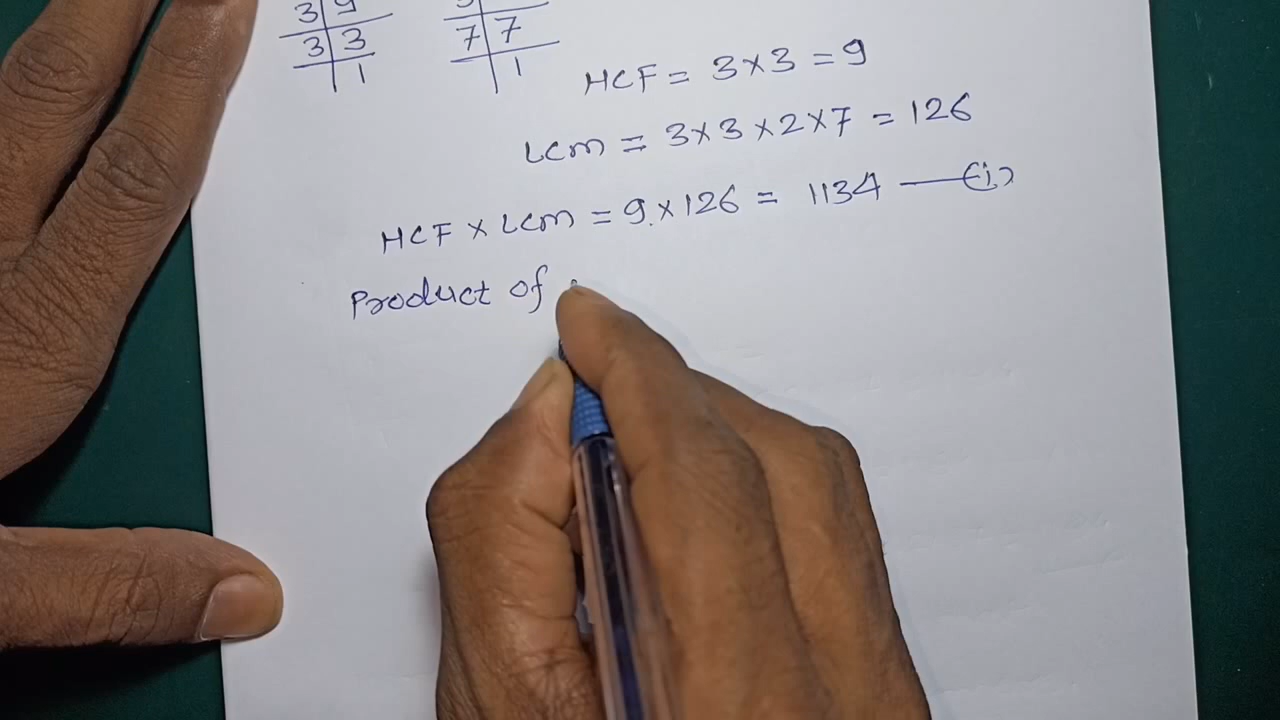 3 9
3 3 7 7
1 1
HCF = 3×3 = 9
LCM = 3×3×2×7 = 126
HCF × LCM = 9×126 = 1134 —(i)
Product of